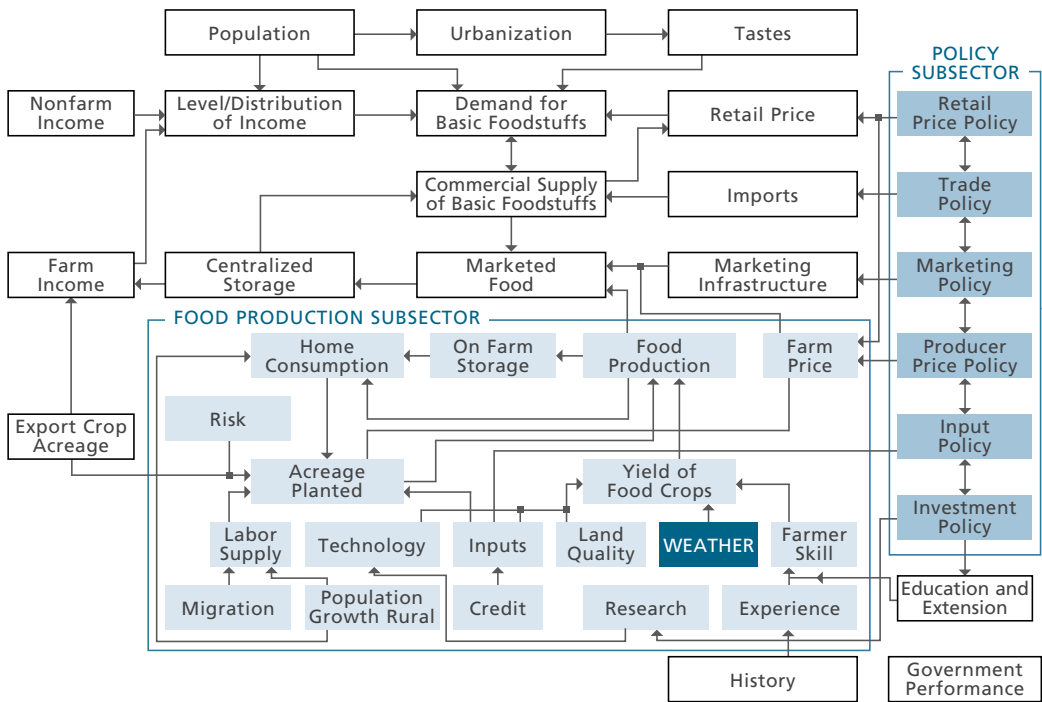 Population
Urbanization
Tastes
POLICY
SUBSECTOR
Nonfarm
Income
Level/Distribution
of Income
Demand for
Basic Foodstuffs
Retail Price
Retail
Price Policy
Commercial Supply
of Basic Foodstuffs
Imports
Trade
Policy
Farm
Income
Centralized
Storage
Marketed
Food
Marketing
Infrastructure
Marketing
Policy
FOOD PRODUCTION SUBSECTOR
Home
Consumption
On Farm
Storage
Food
Production
Farm
Price
Producer
Price Policy
Export Crop
Acreage
Risk
Input
Policy
Acreage
Planted
Yield of
Food Crops
Investment
Policy
Labor
Supply
Technology
Inputs
Land
Quality
WEATHER
Farmer
Skill
Migration
Population
Growth Rural
Credit
Research
Experience
Education and
Extension
History
Government
Performance